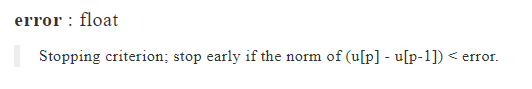 error : float
Stopping criterion; stop early if the norm of (u[p] - u[p-1]) < error.